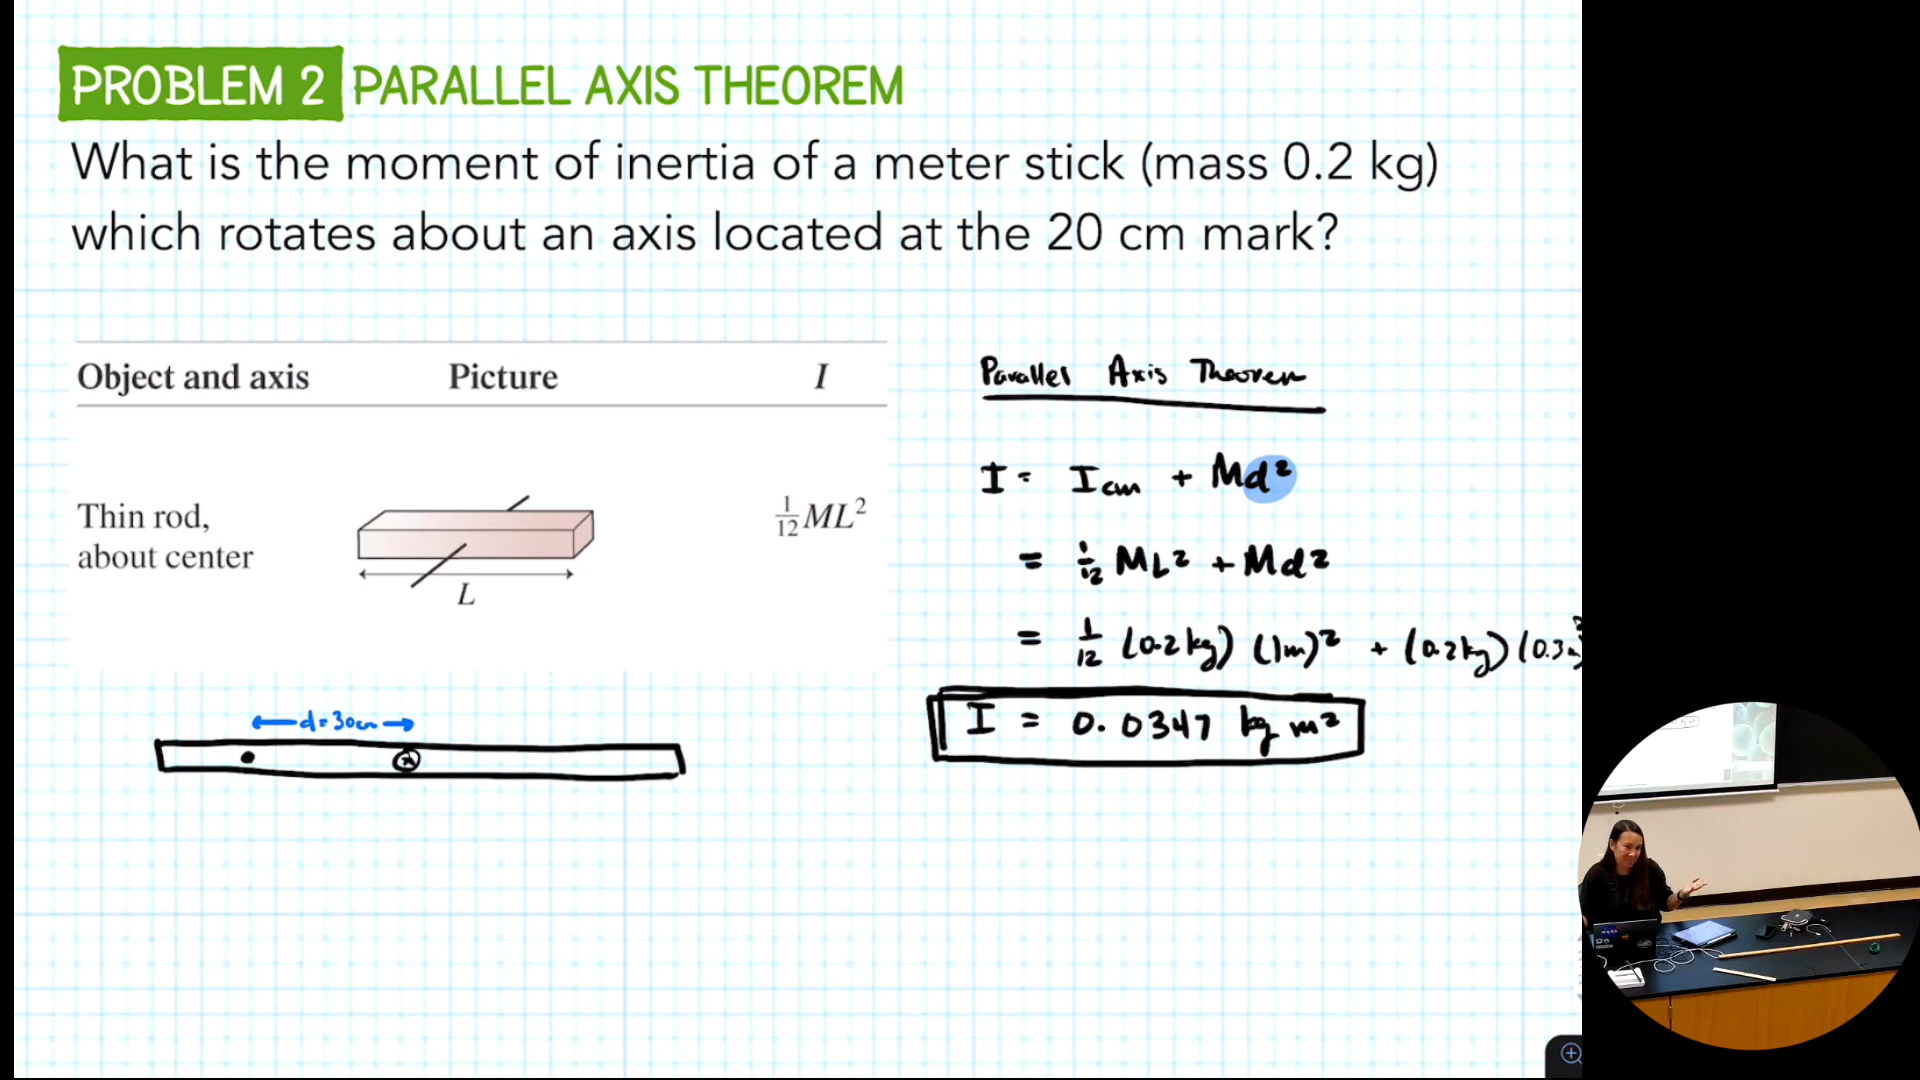 PROBLEM 2 PARALLEL AXIS THEOREM
What is the moment of inertia of a meter stick (mass 0.2 kg)
which rotates about an axis located at the 20 cm mark?
Object and axis Picture I
Thin rod,
about center
L
1/12 ML²
d=30cm
Parallel Axis Theorem
I = Icm + Md²
= 1/12 ML² + Md²
= 1/12 (0.2kg) (1m)² + (0.2kg) (0.3m)²
I = 0.0347 kg m²
NASA